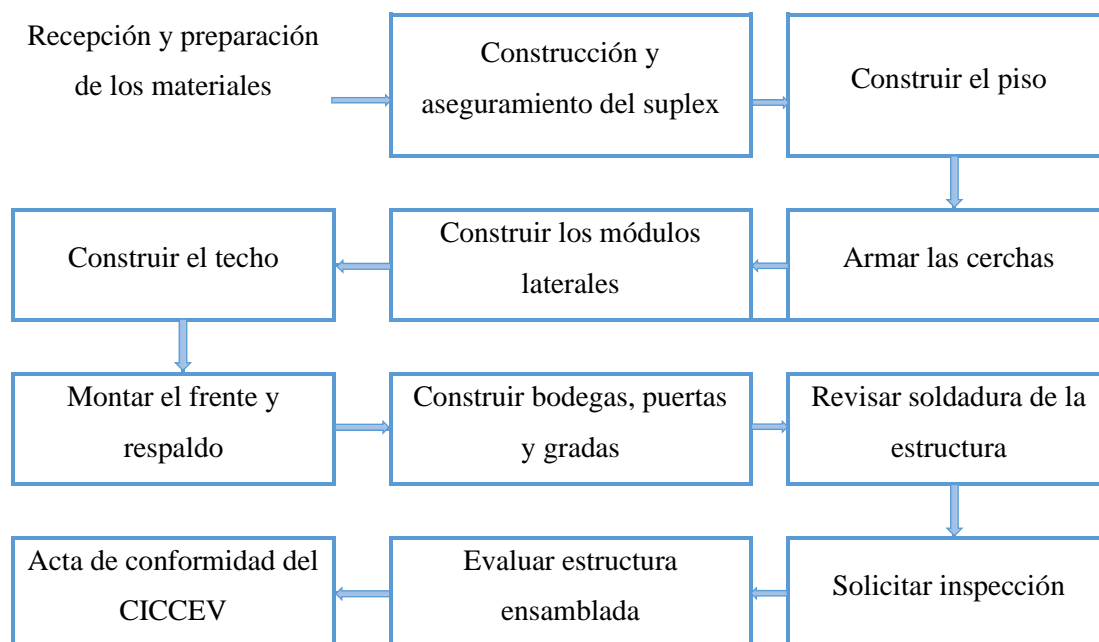 Recepción y preparación
de los materiales
Construcción y
aseguramiento del suplex
Construir el piso
Armar las cerchas
Construir los módulos
laterales
Construir el techo
Montar el frente y
respaldo
Construir bodegas, puertas
y gradas
Revisar soldadura de la
estructura
Solicitar inspección
Evaluar estructura
ensamblada
Acta de conformidad del
CICCEV